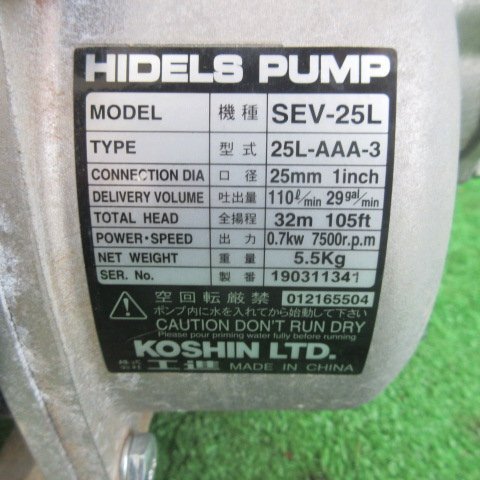 HIDELS PUMP
MODEL 機種 SEV-25L
TYPE 型式 25L-AAA-3
CONNECTION DIA 口径 25mm 1inch
DELIVERY VOLUME 吐出量 110ℓ/min 29gal/min
TOTAL HEAD 全揚程 32m 105ft
POWER・SPEED 出力 0.7kw 7500r.p.m
NET WEIGHT 重量 5.5Kg
SER. No. 製番 190311341
空回転厳禁 012165504
ポンプ内に水を入れてから始動して下さい
CAUTION DON'T RUN DRY
Please pour priming water fully before running
KOSHIN LTD.
株式会社 工進 MADE IN CHINA